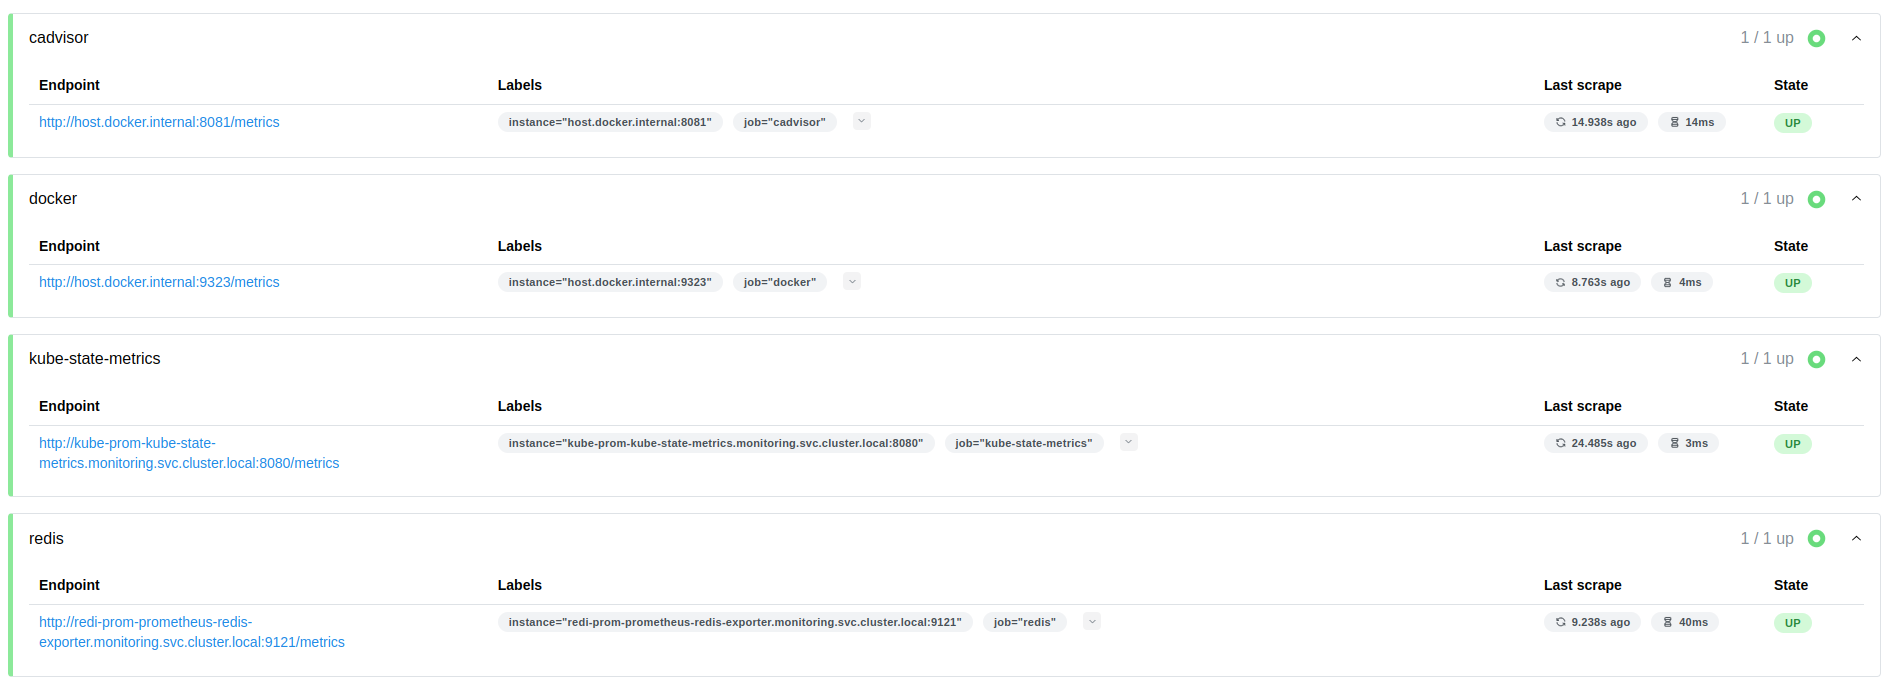 cadvisor 1 / 1 up
Endpoint Labels Last scrape State
http://host.docker.internal:8081/metrics instance="host.docker.internal:8081" job="cadvisor" 14.938s ago 14ms UP
docker 1 / 1 up
Endpoint Labels Last scrape State
http://host.docker.internal:9323/metrics instance="host.docker.internal:9323" job="docker" 8.763s ago 4ms UP
kube-state-metrics 1 / 1 up
Endpoint Labels Last scrape State
http://kube-prom-kube-state- instance="kube-prom-kube-state-metrics.monitoring.svc.cluster.local:8080" job="kube-state-metrics" 24.485s ago 3ms UP
metrics.monitoring.svc.cluster.local:8080/metrics
redis 1 / 1 up
Endpoint Labels Last scrape State
http://redi-prom-prometheus-redis- instance="redi-prom-prometheus-redis-exporter.monitoring.svc.cluster.local:9121" job="redis" 9.238s ago 40ms UP
exporter.monitoring.svc.cluster.local:9121/metrics